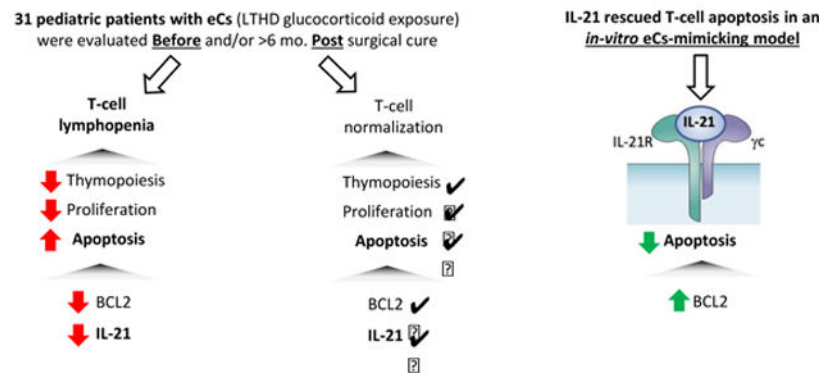 31 pediatric patients with eCs (LTHD glucocorticoid exposure)
were evaluated Before and/or >6 mo. Post surgical cure
T-cell
lymphopenia
Thymopoiesis
Proliferation
Apoptosis
BCL2
IL-21
T-cell
normalization
Thymopoiesis ✔
Proliferation ✔
Apoptosis ✔
BCL2 ✔
IL-21 ✔
IL-21 rescued T-cell apoptosis in an
in-vitro eCs-mimicking model
IL-21
IL-21R
γc
Apoptosis
BCL2